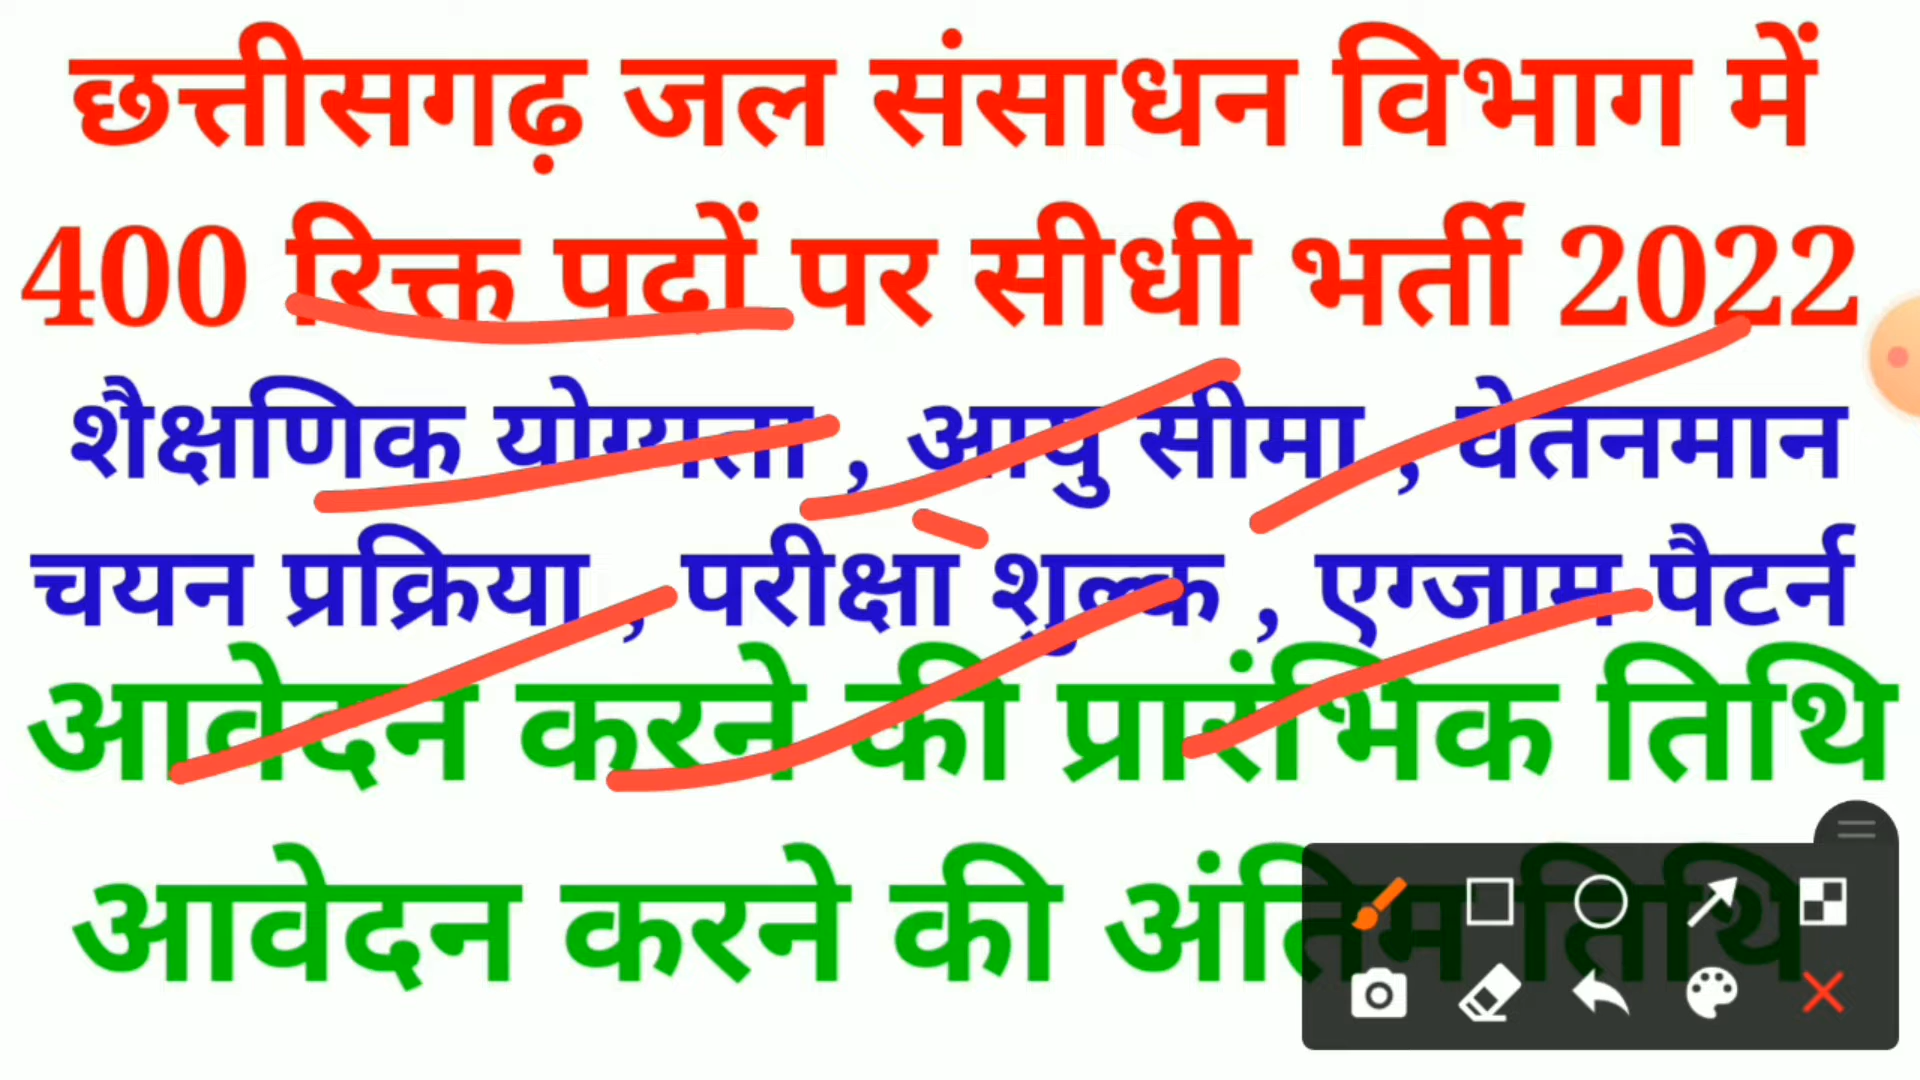 छत्तीसगढ़ जल संसाधन विभाग में
400 रिक्त पदों पर सीधी भर्ती 2022
शैक्षणिक योग्यता , आयु सीमा , वेतनमान
चयन प्रक्रिया , परीक्षा शुल्क , एग्जाम पैटर्न
आवेदन करने की प्रारंभिक तिथि
आवेदन करने की अंतिम तिथि